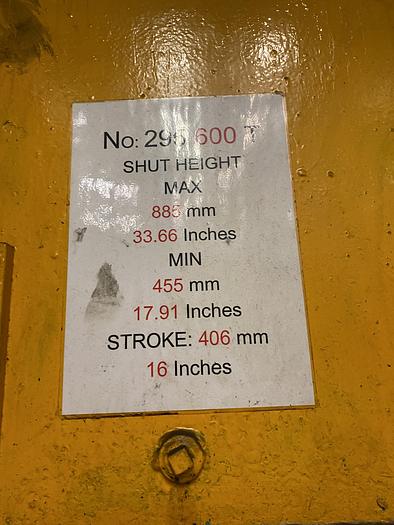 No: 296 600 T
SHUT HEIGHT
MAX
885 mm
33.66 Inches
MIN
455 mm
17.91 Inches
STROKE: 406 mm
16 Inches